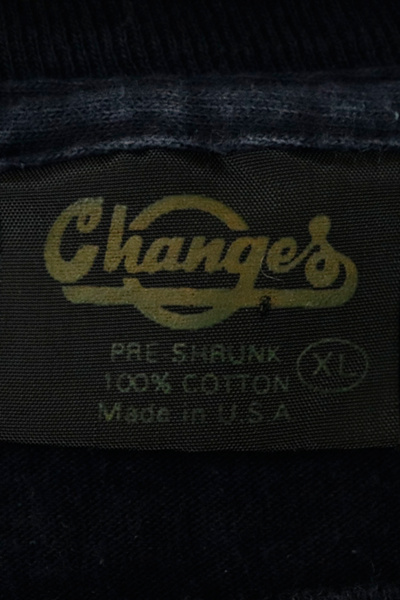 Changes
PRE SHRUNK
100% COTTON
XL
Made in U.S.A